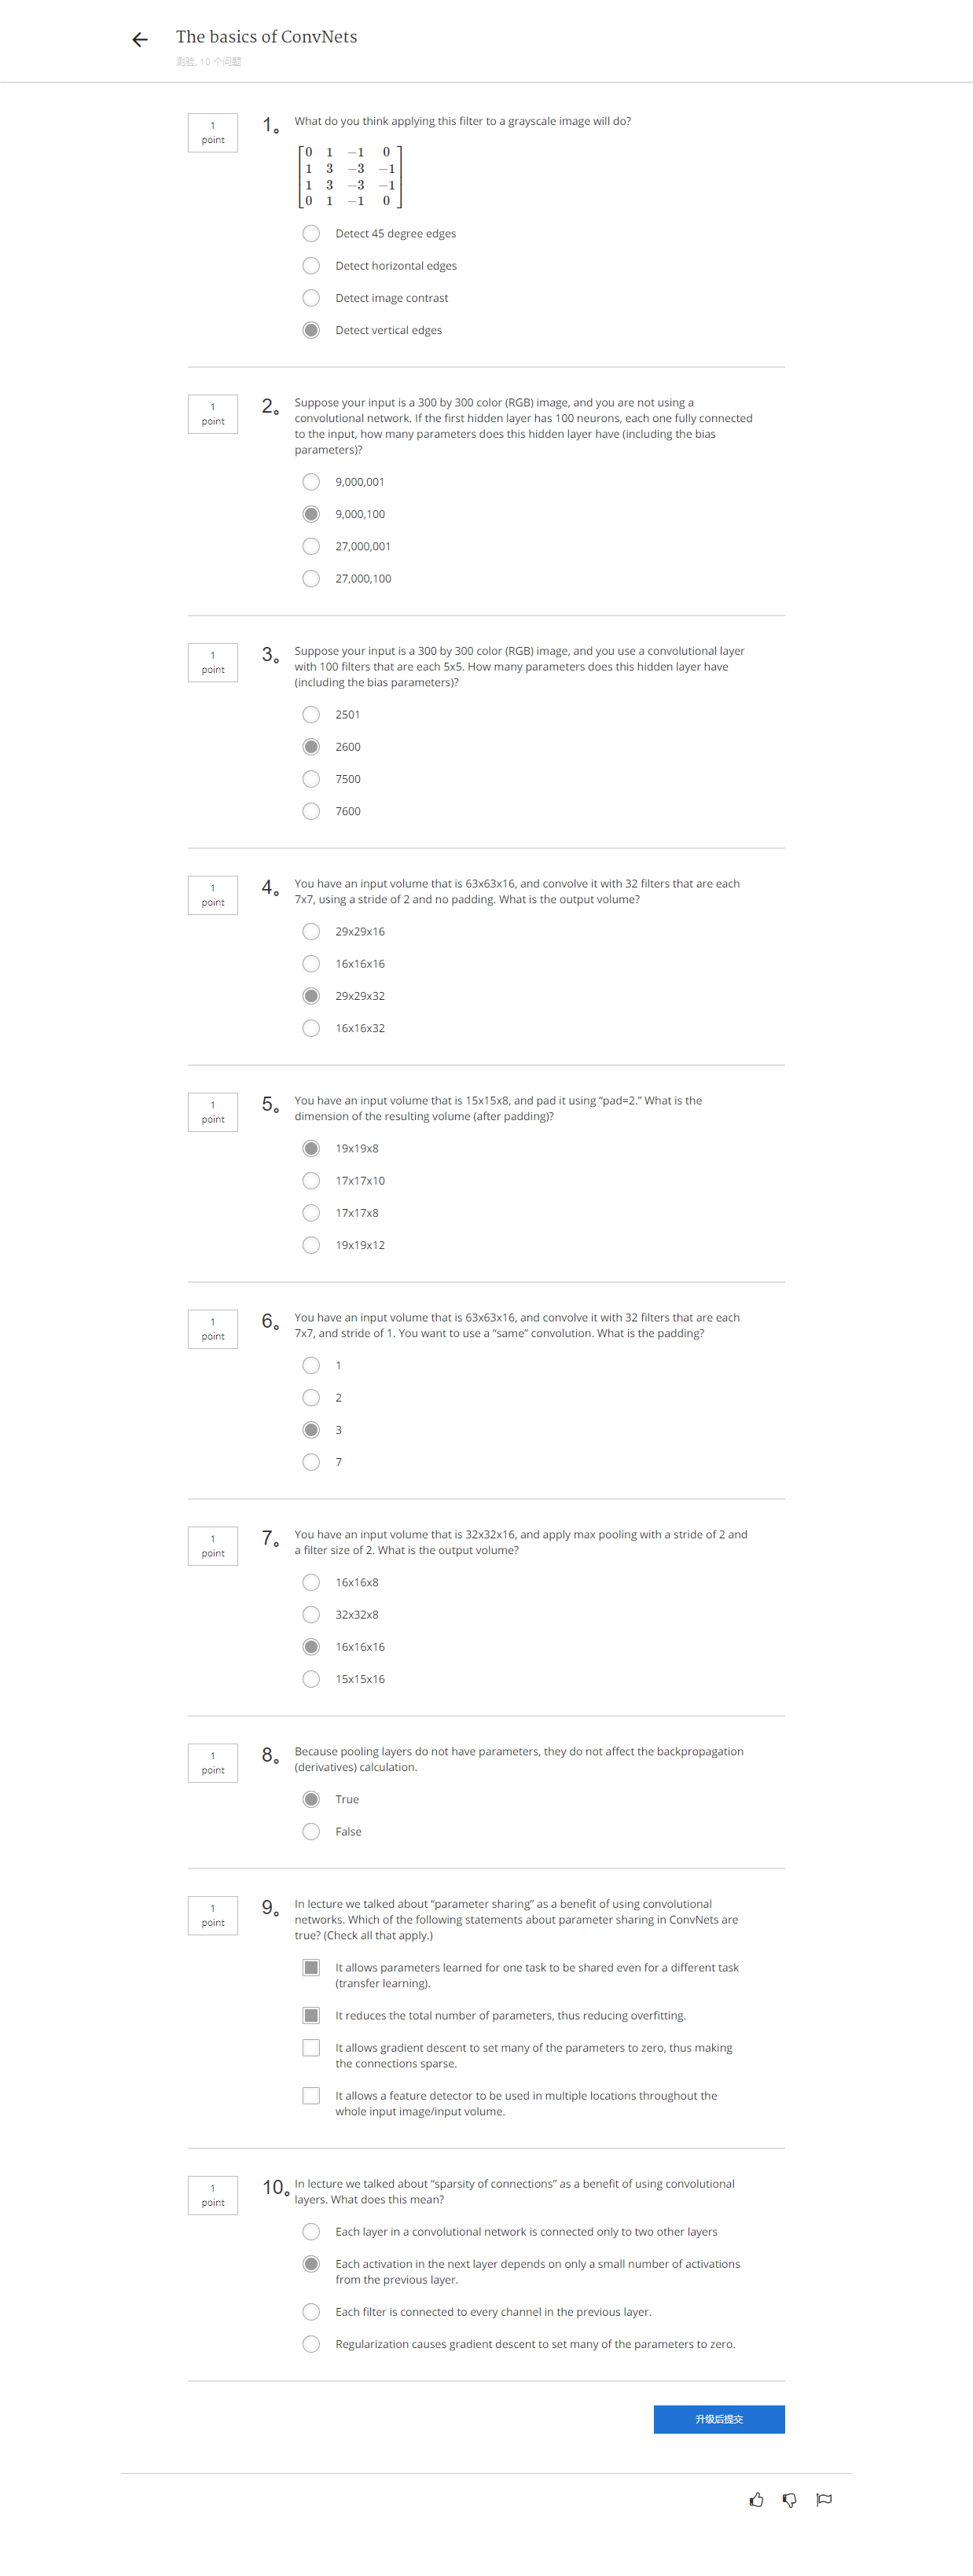 The basics of ConvNets
测验, 10 个问题
1
point
1。
What do you think applying this filter to a grayscale image will do?
0 1 −1 0
1 3 −3 −1
1 3 −3 −1
0 1 −1 0
Detect 45 degree edges
Detect horizontal edges
Detect image contrast
Detect vertical edges
1
point
2。
Suppose your input is a 300 by 300 color (RGB) image, and you are not using a
convolutional network. If the first hidden layer has 100 neurons, each one fully connected
to the input, how many parameters does this hidden layer have (including the bias
parameters)?
9,000,001
9,000,100
27,000,001
27,000,100
1
point
3。
Suppose your input is a 300 by 300 color (RGB) image, and you use a convolutional layer
with 100 filters that are each 5x5. How many parameters does this hidden layer have
(including the bias parameters)?
2501
2600
7500
7600
1
point
4。
You have an input volume that is 63x63x16, and convolve it with 32 filters that are each
7x7, using a stride of 2 and no padding. What is the output volume?
29x29x16
16x16x16
29x29x32
16x16x32
1
point
5。
You have an input volume that is 15x15x8, and pad it using “pad=2.” What is the
dimension of the resulting volume (after padding)?
19x19x8
17x17x10
17x17x8
19x19x12
1
point
6。
You have an input volume that is 63x63x16, and convolve it with 32 filters that are each
7x7, and stride of 1. You want to use a “same” convolution. What is the padding?
1
2
3
7
1
point
7。
You have an input volume that is 32x32x16, and apply max pooling with a stride of 2 and
a filter size of 2. What is the output volume?
16x16x8
32x32x8
16x16x16
15x15x16
1
point
8。
Because pooling layers do not have parameters, they do not affect the backpropagation
(derivatives) calculation.
True
False
1
point
9。
In lecture we talked about “parameter sharing” as a benefit of using convolutional
networks. Which of the following statements about parameter sharing in ConvNets are
true? (Check all that apply.)
It allows parameters learned for one task to be shared even for a different task
(transfer learning).
It reduces the total number of parameters, thus reducing overfitting.
It allows gradient descent to set many of the parameters to zero, thus making
the connections sparse.
It allows a feature detector to be used in multiple locations throughout the
whole input image/input volume.
1
point
10。
In lecture we talked about “sparsity of connections” as a benefit of using convolutional
layers. What does this mean?
Each layer in a convolutional network is connected only to two other layers
Each activation in the next layer depends on only a small number of activations
from the previous layer.
Each filter is connected to every channel in the previous layer.
Regularization causes gradient descent to set many of the parameters to zero.
升级后提交